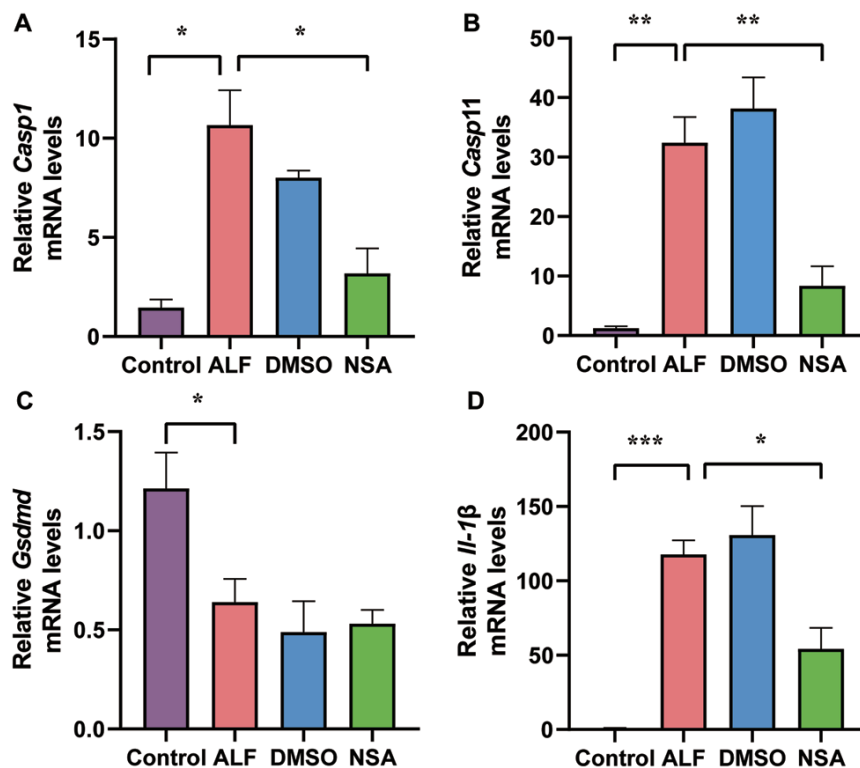 A
Relative Casp1
mRNA levels
15
10
5
0
* *
Control ALF DMSO NSA
B
Relative Casp11
mRNA levels
50
40
30
20
10
0
** **
Control ALF DMSO NSA
C
Relative Gsdmd
mRNA levels
1.5
1.0
0.5
0.0
*
Control ALF DMSO NSA
D
Relative Il-1β
mRNA levels
200
150
100
50
0
*** *
Control ALF DMSO NSA